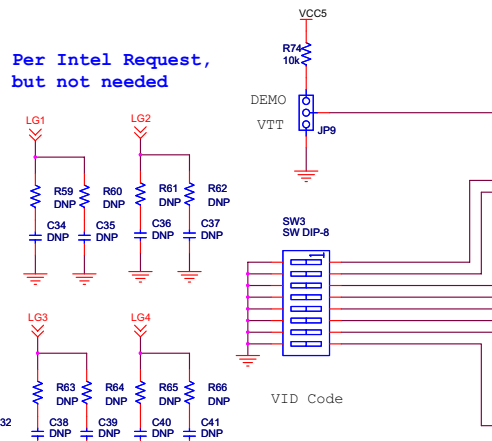 VCC5
R74
10k
Per Intel Request,
but not needed
DEMO
VTT
JP9
LG1
LG2
R59
DNP
R60
DNP
R61
DNP
R62
DNP
C34
DNP
C35
DNP
C36
DNP
C37
DNP
SW3
SW DIP-8
1
LG3
LG4
R63
DNP
R64
DNP
R65
DNP
R66
DNP
VID Code
32
C38
DNP
C39
DNP
C40
DNP
C41
DNP